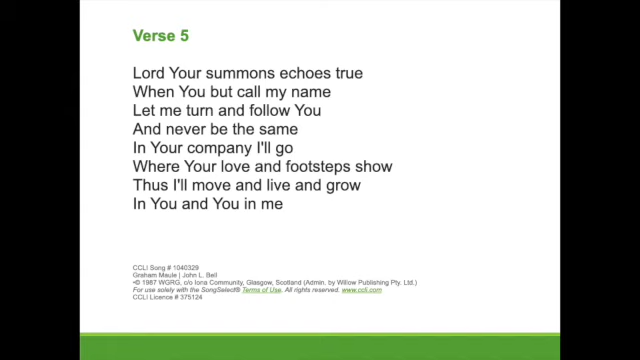 Verse 5
Lord Your summons echoes true
When You but call my name
Let me turn and follow You
And never be the same
In Your company I'll go
Where Your love and footsteps show
Thus I'll move and live and grow
In You and You in me
CCLI Song # 1040329
Graham Maule | John L. Bell
•© 1987 WGRG, c/o Iona Community, Glasgow, Scotland (Admin. by Willow Publishing Pty. Ltd.)
For use solely with the SongSelect® Terms of Use. All rights reserved. www.ccli.com
CCLI Licence # 375124